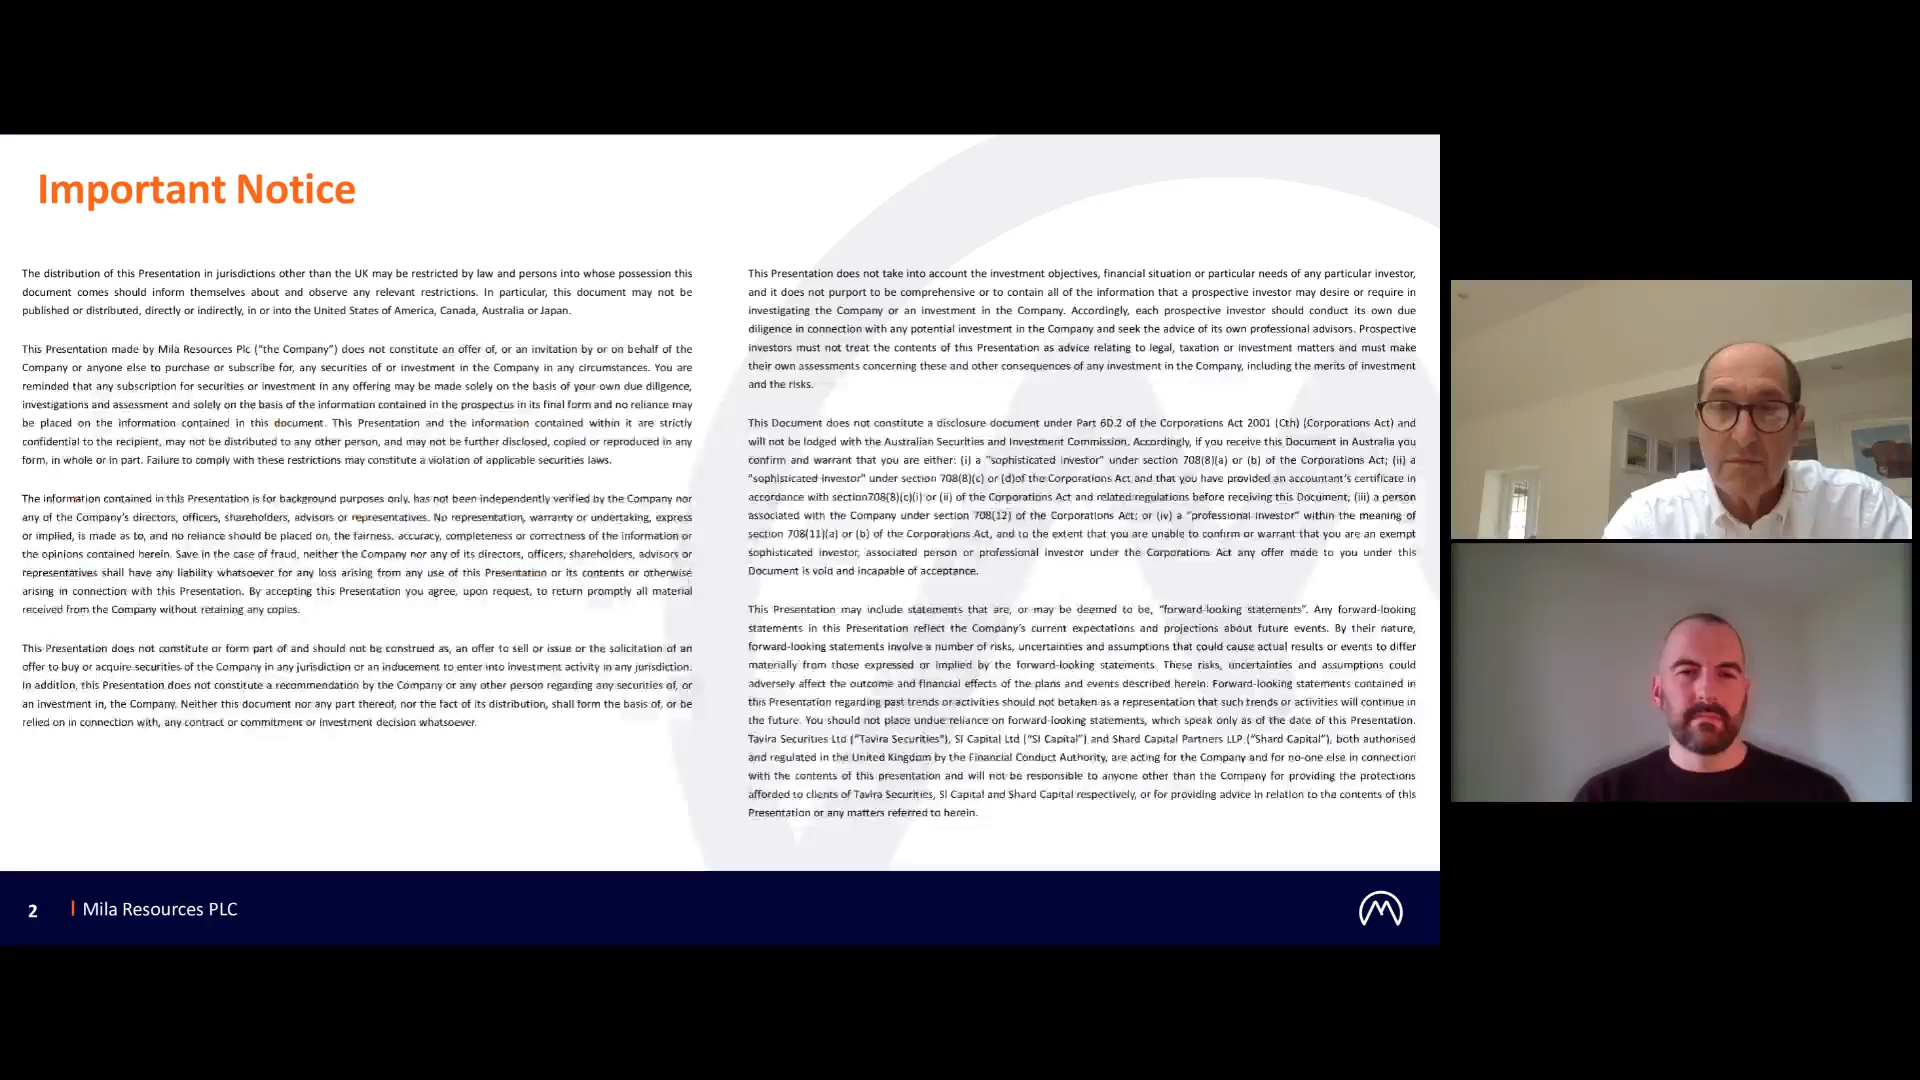 Important Notice
The distribution of this Presentation in jurisdictions other than the UK may be restricted by law and persons into whose possession this
document comes should inform themselves about and observe any relevant restrictions. In particular, this document may not be
published or distributed, directly or indirectly, in or into the United States of America, Canada, Australia or Japan.
This Presentation made by Mila Resources Plc (“the Company”) does not constitute an offer of, or an invitation by or on behalf of the
Company or anyone else to purchase or subscribe for, any securities of or investment in the Company in any circumstances. You are
reminded that any subscription for securities or investment in any offering may be made solely on the basis of your own due diligence,
investigations and assessment and solely on the basis of the information contained in the prospectus in its final form and no reliance may
be placed on the information contained in this document. This Presentation and the information contained within it are strictly
confidential to the recipient, may not be distributed to any other person, and may not be further disclosed, copied or reproduced in any
form, in whole or in part. Failure to comply with these restrictions may constitute a violation of applicable securities laws.
The information contained in this Presentation is for background purposes only, has not been independently verified by the Company nor
any of the Company’s directors, officers, shareholders, advisors or representatives. No representation, warranty or undertaking, express
or implied, is made as to, and no reliance should be placed on, the fairness, accuracy, completeness or correctness of the information or
the opinions contained herein. Save in the case of fraud, neither the Company nor any of its directors, officers, shareholders, advisors or
representatives shall have any liability whatsoever for any loss arising from any use of this Presentation or its contents or otherwise
arising in connection with this Presentation. By accepting this Presentation you agree, upon request, to return promptly all material
received from the Company without retaining any copies.
This Presentation does not constitute or form part of and should not be construed as, an offer to sell or issue or the solicitation of an
offer to buy or acquire securities of the Company in any jurisdiction or an inducement to enter into investment activity in any jurisdiction.
In addition, this Presentation does not constitute a recommendation by the Company or any other person regarding any securities of, or
an investment in, the Company. Neither this document nor any part thereof, nor the fact of its distribution, shall form the basis of, or be
relied on in connection with, any contract or commitment or investment decision whatsoever.
This Presentation does not take into account the investment objectives, financial situation or particular needs of any particular investor,
and it does not purport to be comprehensive or to contain all of the information that a prospective investor may desire or require in
investigating the Company or an investment in the Company. Accordingly, each prospective investor should conduct its own due
diligence in connection with any potential investment in the Company and seek the advice of its own professional advisors. Prospective
investors must not treat the contents of this Presentation as advice relating to legal, taxation or investment matters and must make
their own assessments concerning these and other consequences of any investment in the Company, including the merits of investment
and the risks.
This Document does not constitute a disclosure document under Part 6D.2 of the Corporations Act 2001 (Cth) (Corporations Act) and
will not be lodged with the Australian Securities and Investment Commission. Accordingly, if you receive this Document in Australia you
confirm and warrant that you are either: (i) a “sophisticated investor” under section 708(8)(a) or (b) of the Corporations Act; (ii) a
“sophisticated investor” under section 708(8)(c) or (d)of the Corporations Act and that you have provided an accountant’s certificate in
accordance with section708(8)(c)(i) or (ii) of the Corporations Act and related regulations before receiving this Document; (iii) a person
associated with the Company under section 708(12) of the Corporations Act; or (iv) a “professional investor” within the meaning of
section 708(11)(a) or (b) of the Corporations Act, and to the extent that you are unable to confirm or warrant that you are an exempt
sophisticated investor, associated person or professional investor under the Corporations Act any offer made to you under this
Document is void and incapable of acceptance.
This Presentation may include statements that are, or may be deemed to be, “forward-looking statements”. Any forward-looking
statements in this Presentation reflect the Company’s current expectations and projections about future events. By their nature,
forward-looking statements involve a number of risks, uncertainties and assumptions that could cause actual results or events to differ
materially from those expressed or implied by the forward-looking statements. These risks, uncertainties and assumptions could
adversely affect the outcome and financial effects of the plans and events described herein. Forward-looking statements contained in
this Presentation regarding past trends or activities should not betaken as a representation that such trends or activities will continue in
the future. You should not place undue reliance on forward-looking statements, which speak only as of the date of this Presentation.
Tavira Securities Ltd (“Tavira Securities”), SI Capital Ltd (“SI Capital”) and Shard Capital Partners LLP (“Shard Capital”), both authorised
and regulated in the United Kingdom by the Financial Conduct Authority, are acting for the Company and for no-one else in connection
with the contents of this presentation and will not be responsible to anyone other than the Company for providing the protections
afforded to clients of Tavira Securities, SI Capital and Shard Capital respectively, or for providing advice in relation to the contents of this
Presentation or any matters referred to herein.
2 | Mila Resources PLC